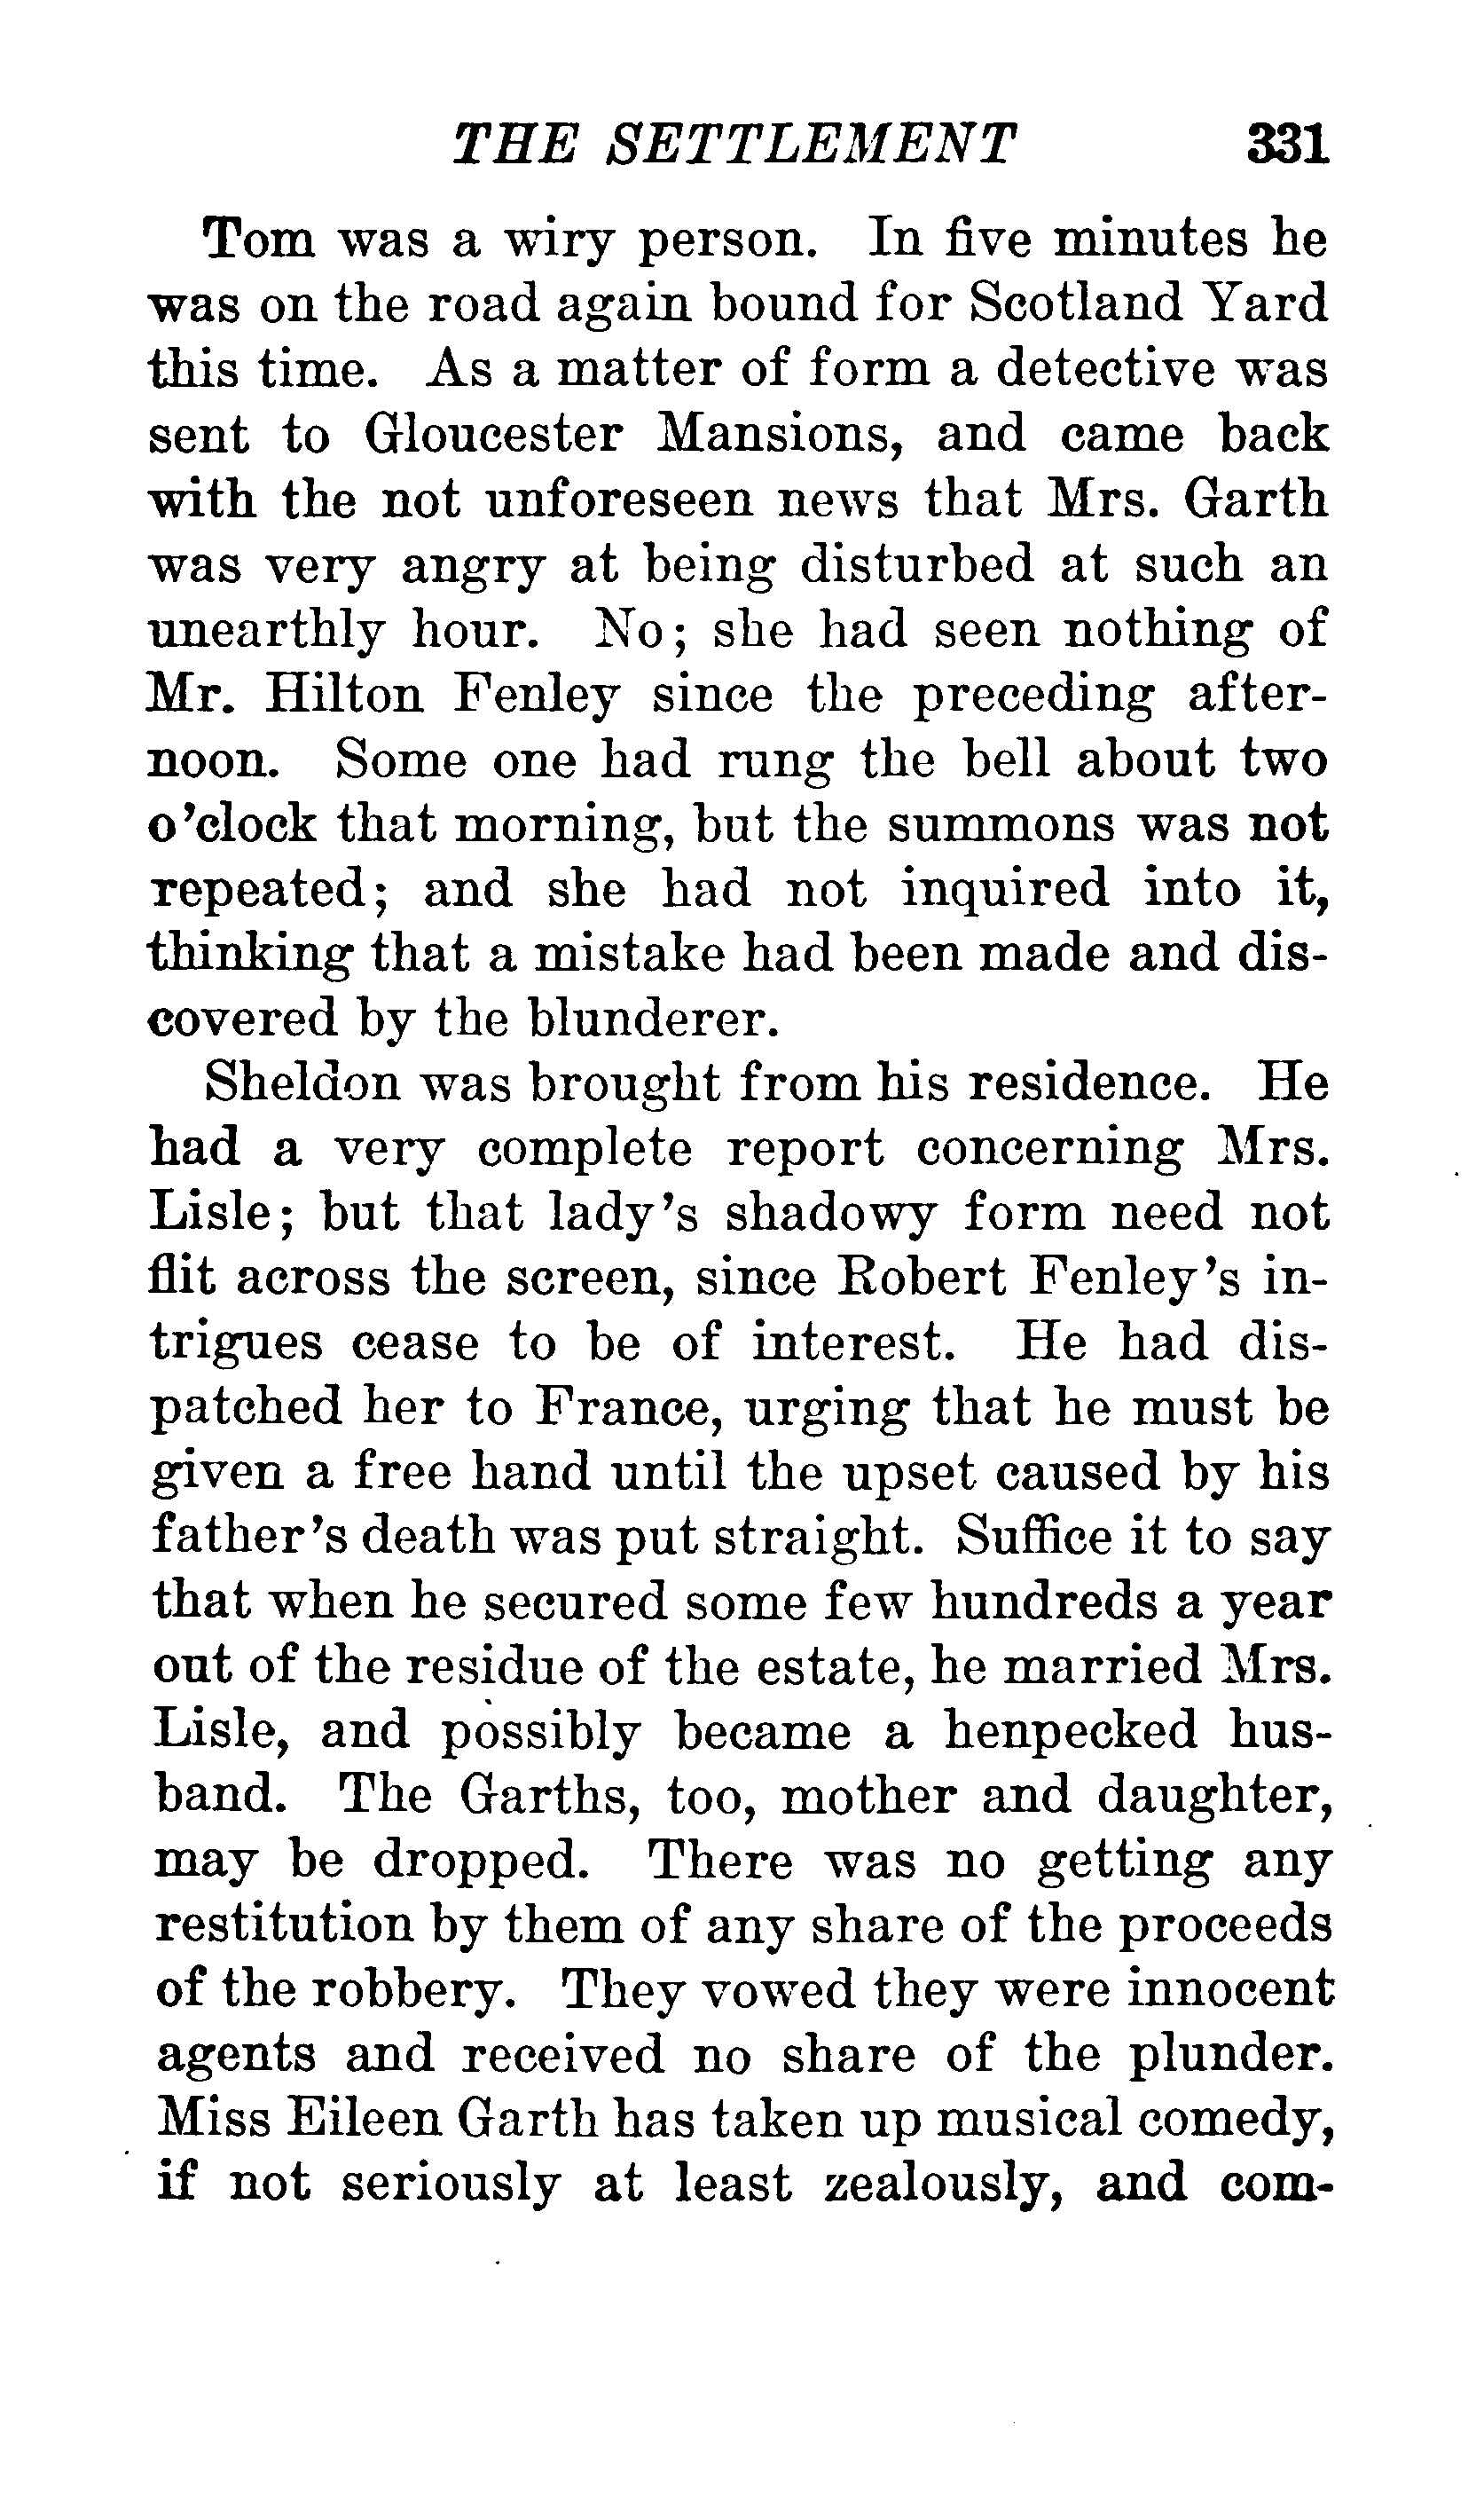 THE SETTLEMENT 331
Tom was a wiry person. In five minutes he
was on the road again bound for Scotland Yard
this time. As a matter of form a detective was
sent to Gloucester Mansions, and came back
with the not unforeseen news that Mrs. Garth
was very angry at being disturbed at such an
unearthly hour. No; she had seen nothing of
Mr. Hilton Fenley since the preceding after-
noon. Some one had rung the bell about two
o'clock that morning, but the summons was not
repeated; and she had not inquired into it,
thinking that a mistake had been made and dis-
covered by the blunderer.
Sheldon was brought from his residence. He
had a very complete report concerning Mrs.
Lisle; but that lady's shadowy form need not
flit across the screen, since Robert Fenley's in-
trigues cease to be of interest. He had dis-
patched her to France, urging that he must be
given a free hand until the upset caused by his
father's death was put straight. Suffice it to say
that when he secured some few hundreds a year
out of the residue of the estate, he married Mrs.
Lisle, and possibly became a henpecked hus-
band. The Garths, too, mother and daughter,
may be dropped. There was no getting any
restitution by them of any share of the proceeds
of the robbery. They vowed they were innocent
agents and received no share of the plunder.
Miss Eileen Garth has taken up musical comedy,
if not seriously at least zealously, and com-